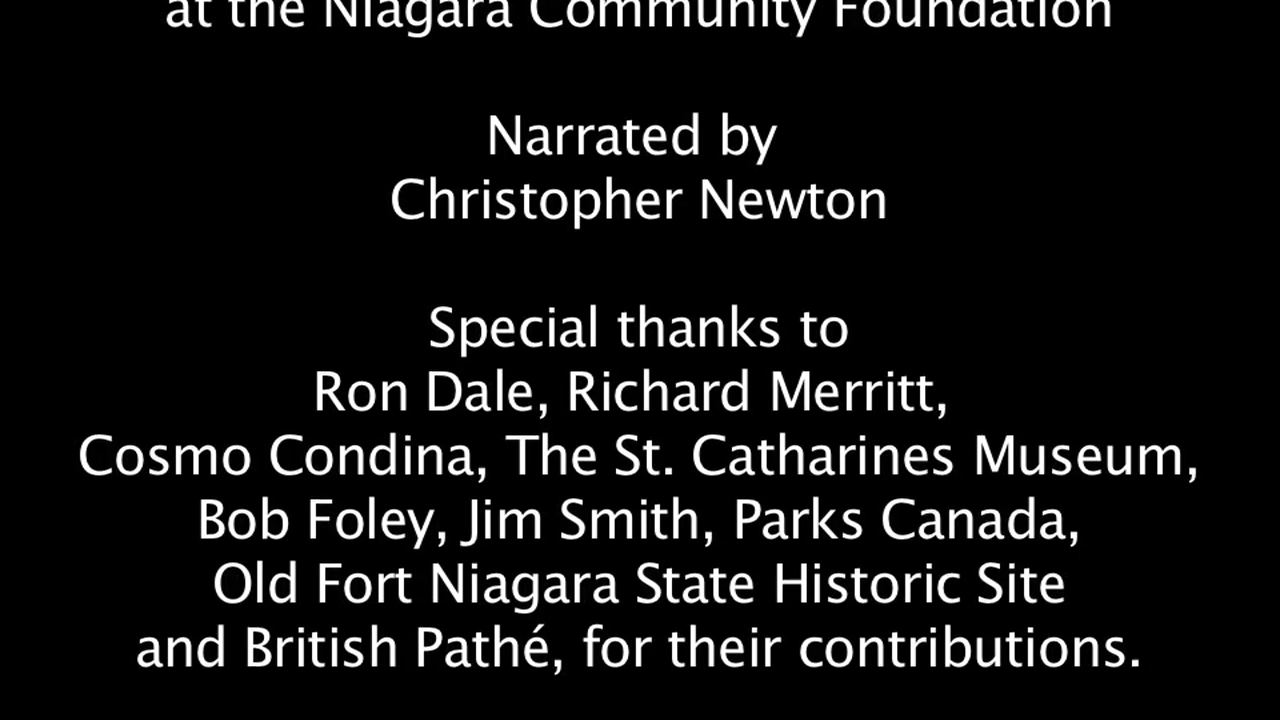 at the Niagara Community Foundation
Narrated by
Christopher Newton
Special thanks to
Ron Dale, Richard Merritt,
Cosmo Condina, The St. Catharines Museum,
Bob Foley, Jim Smith, Parks Canada,
Old Fort Niagara State Historic Site
and British Pathé, for their contributions.